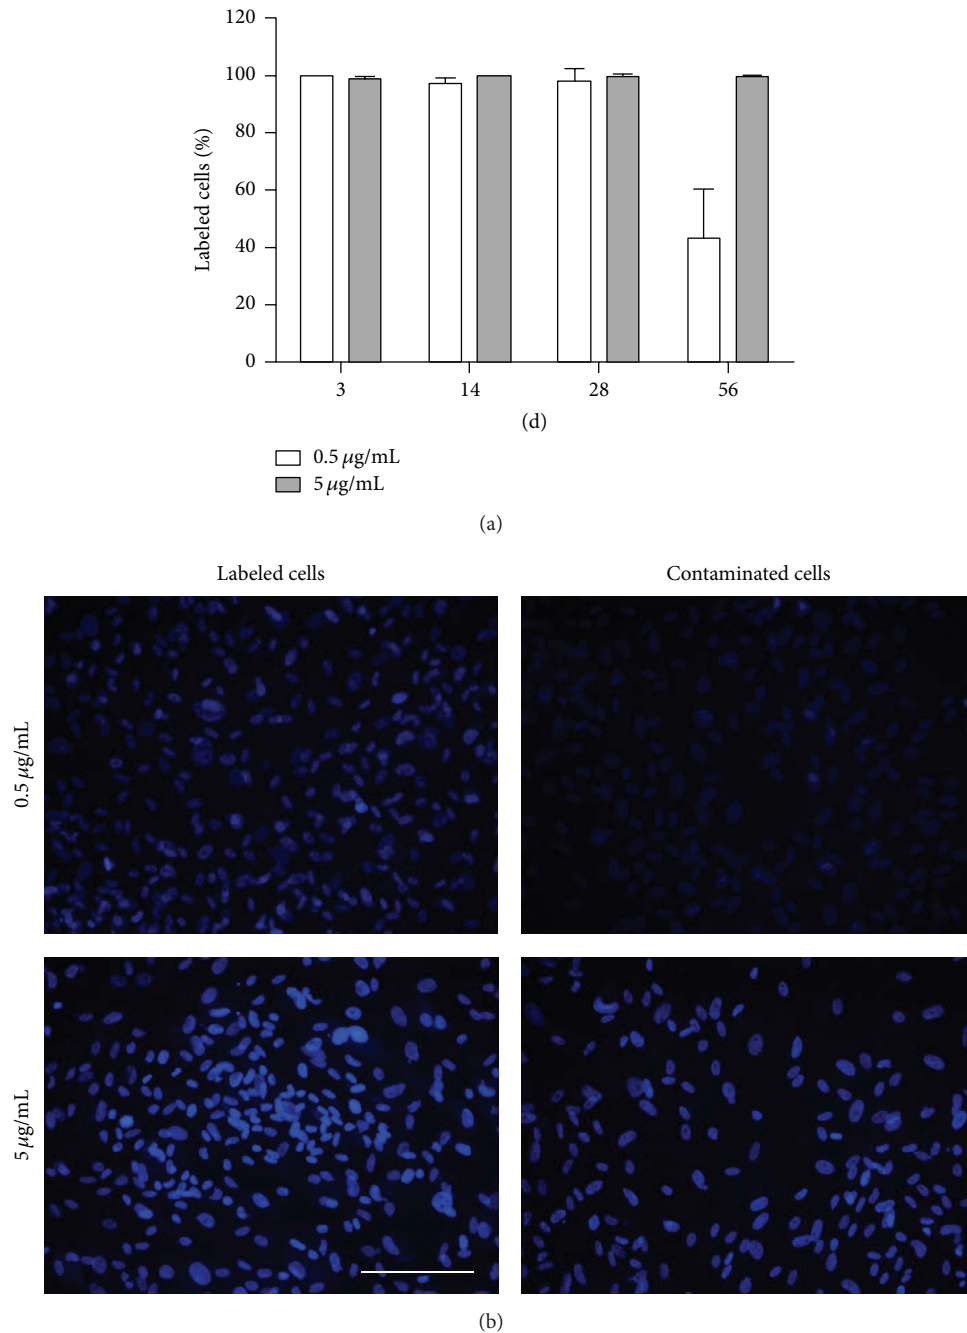 120
100
80
60
40
20
0
Labeled cells (%)
3 14 28 56
(d)
0.5 µg/mL
5 µg/mL
(a)
Labeled cells Contaminated cells
0.5 µg/mL
5 µg/mL
(b)